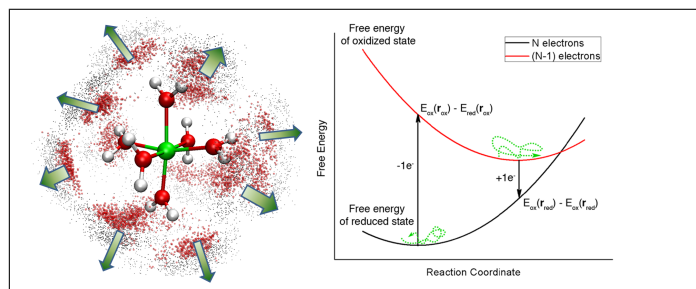 Free energy
of oxidized state
N electrons
(N-1) electrons
E_ox(r_ox) - E_red(r_ox)
Free Energy
-1e⁻
+1e⁻
E_ox(r_red) - E_ox(r_red)
Free energy
of reduced state
Reaction Coordinate